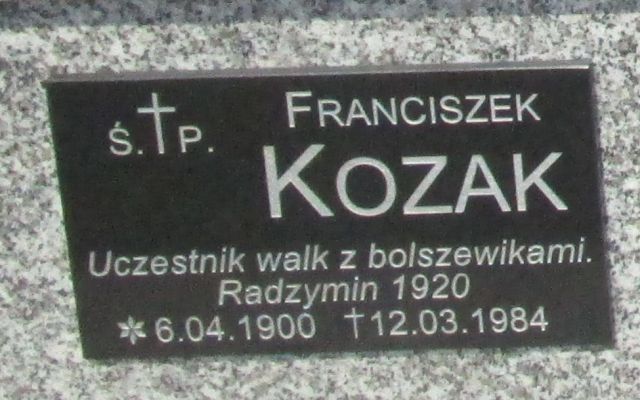 Ś.†P.
FRANCISZEK
KOZAK
Uczestnik walk z bolszewikami.
Radzymin 1920
*6.04.1900 †12.03.1984